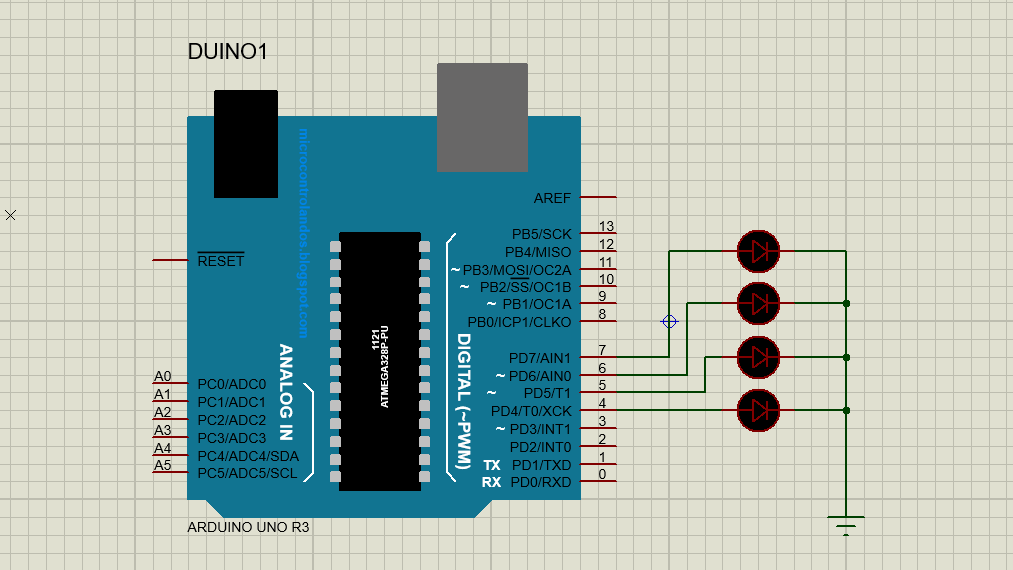 DUINO1
microcontrolandos.blogspot.com
AREF
PB5/SCK 13
PB4/MISO 12
RESET
~ PB3/MOSI/OC2A 11
~ PB2/SS/OC1B 10
~ PB1/OC1A 9
PB0/ICP1/CLKO 8
1121
ATMEGA328P-PU
ANALOG IN
DIGITAL (~PWM)
PD7/AIN1 7
~ PD6/AIN0 6
~ PD5/T1 5
PD4/T0/XCK 4
~ PD3/INT1 3
PD2/INT0 2
TX PD1/TXD 1
RX PD0/RXD 0
A0 PC0/ADC0
A1 PC1/ADC1
A2 PC2/ADC2
A3 PC3/ADC3
A4 PC4/ADC4/SDA
A5 PC5/ADC5/SCL
ARDUINO UNO R3